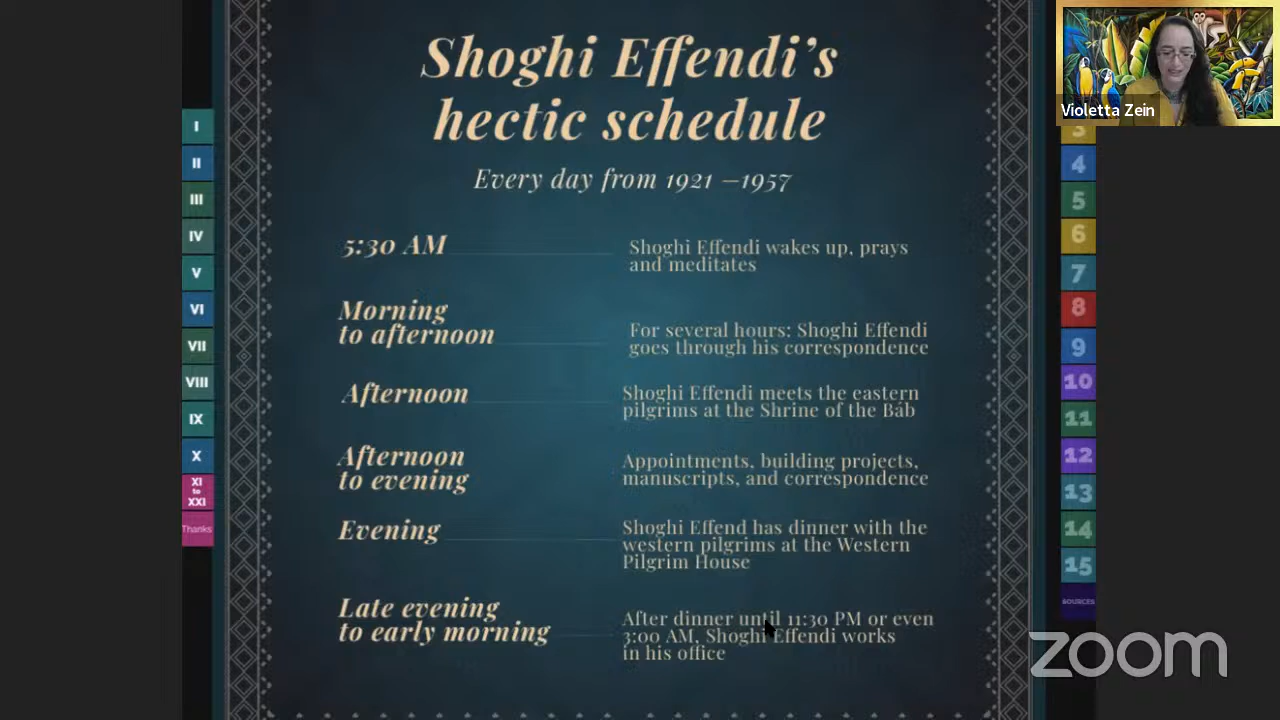 Shoghi Effendi's
hectic schedule
Every day from 1921 –1957
5:30 AM
Shoghi Effendi wakes up, prays
and meditates
Morning
to afternoon
For several hours: Shoghi Effendi
goes through his correspondence
Afternoon
Shoghi Effendi meets the eastern
pilgrims at the Shrine of the Báb
Afternoon
to evening
Appointments, building projects,
manuscripts, and correspondence
Evening
Shoghi Effend has dinner with the
western pilgrims at the Western
Pilgrim House
Late evening
to early morning
After dinner until 11:30 PM or even
3:00 AM, Shoghi Effendi works
in his office
I
II
III
IV
V
VI
VII
VIII
IX
X
XI
to
XXI
Thanks
Violetta Zein
3
4
5
6
7
8
9
10
11
12
13
14
15
SOURCES
zoom